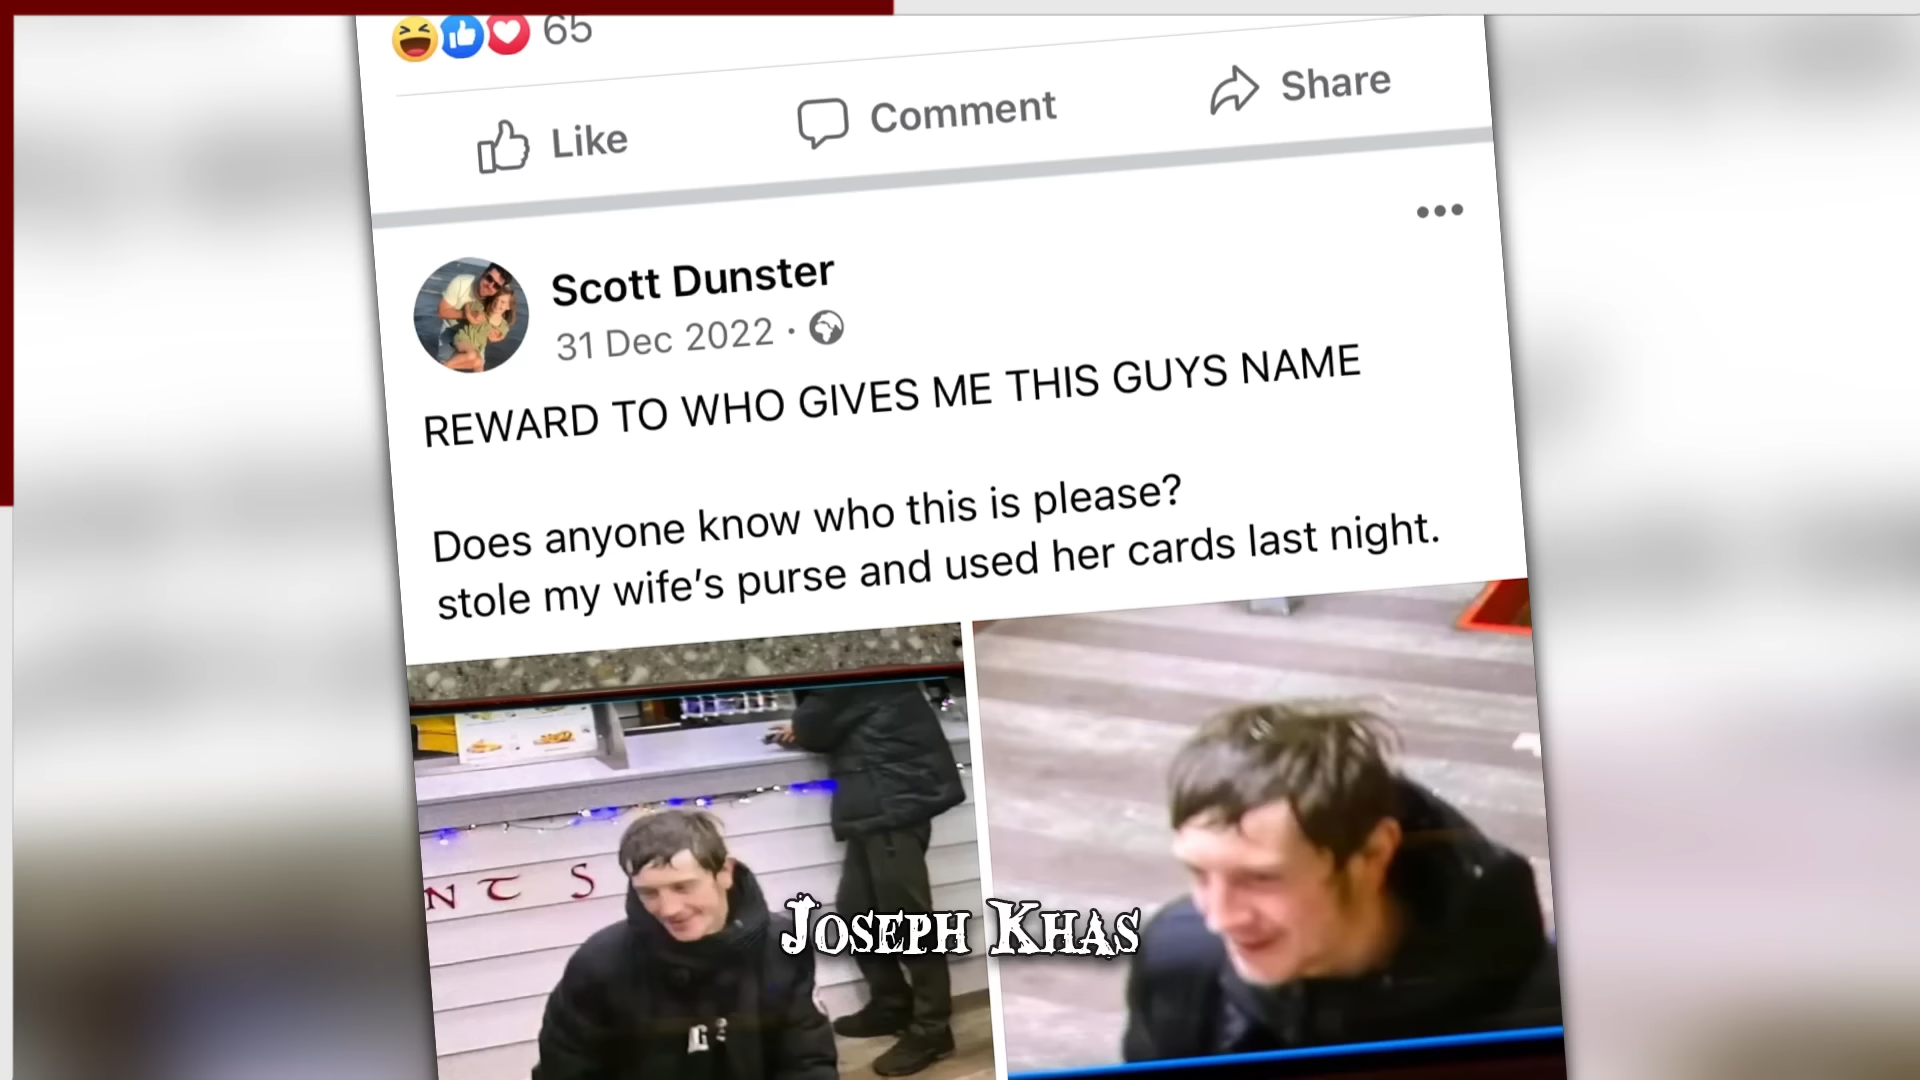 65
Like
Comment
Share
Scott Dunster
31 Dec 2022 ·
REWARD TO WHO GIVES ME THIS GUYS NAME
Does anyone know who this is please?
stole my wife's purse and used her cards last night.
N T S
JOSEPH KHAS